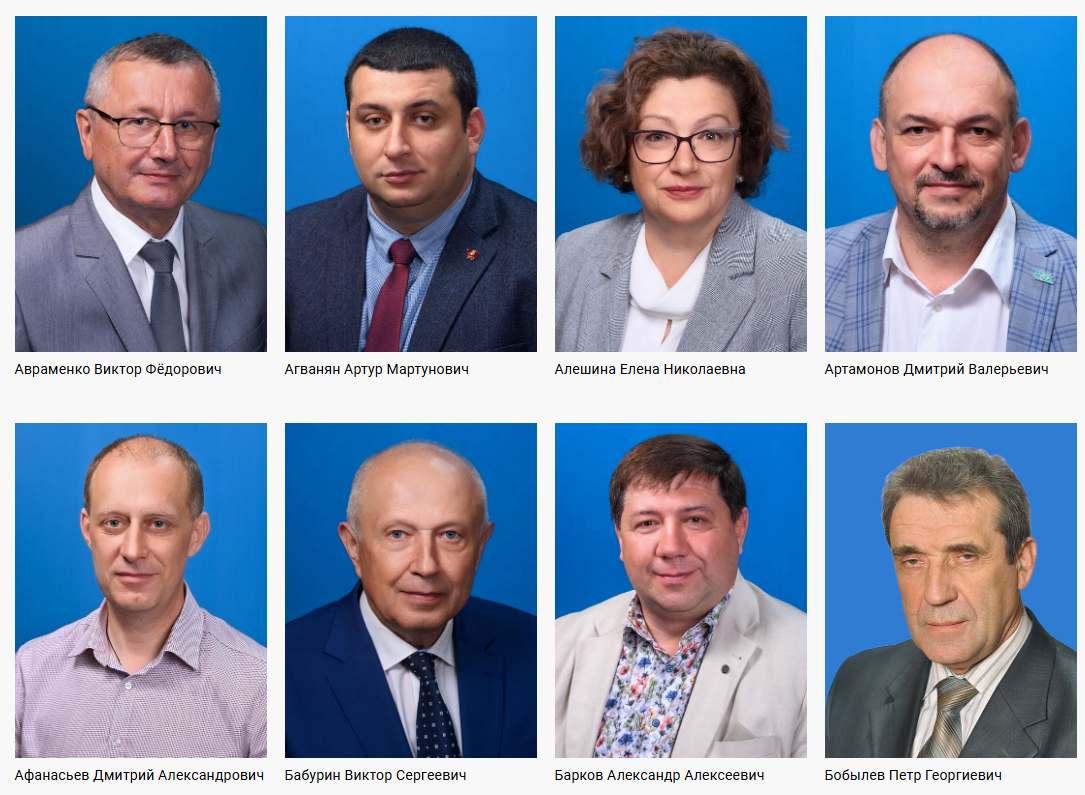 Авраменко Виктор Фёдорович
Агванян Артур Мартунович
Алешина Елена Николаевна
Артамонов Дмитрий Валерьевич
Афанасьев Дмитрий Александрович
Бабурин Виктор Сергеевич
Барков Александр Алексеевич
Бобылев Петр Георгиевич